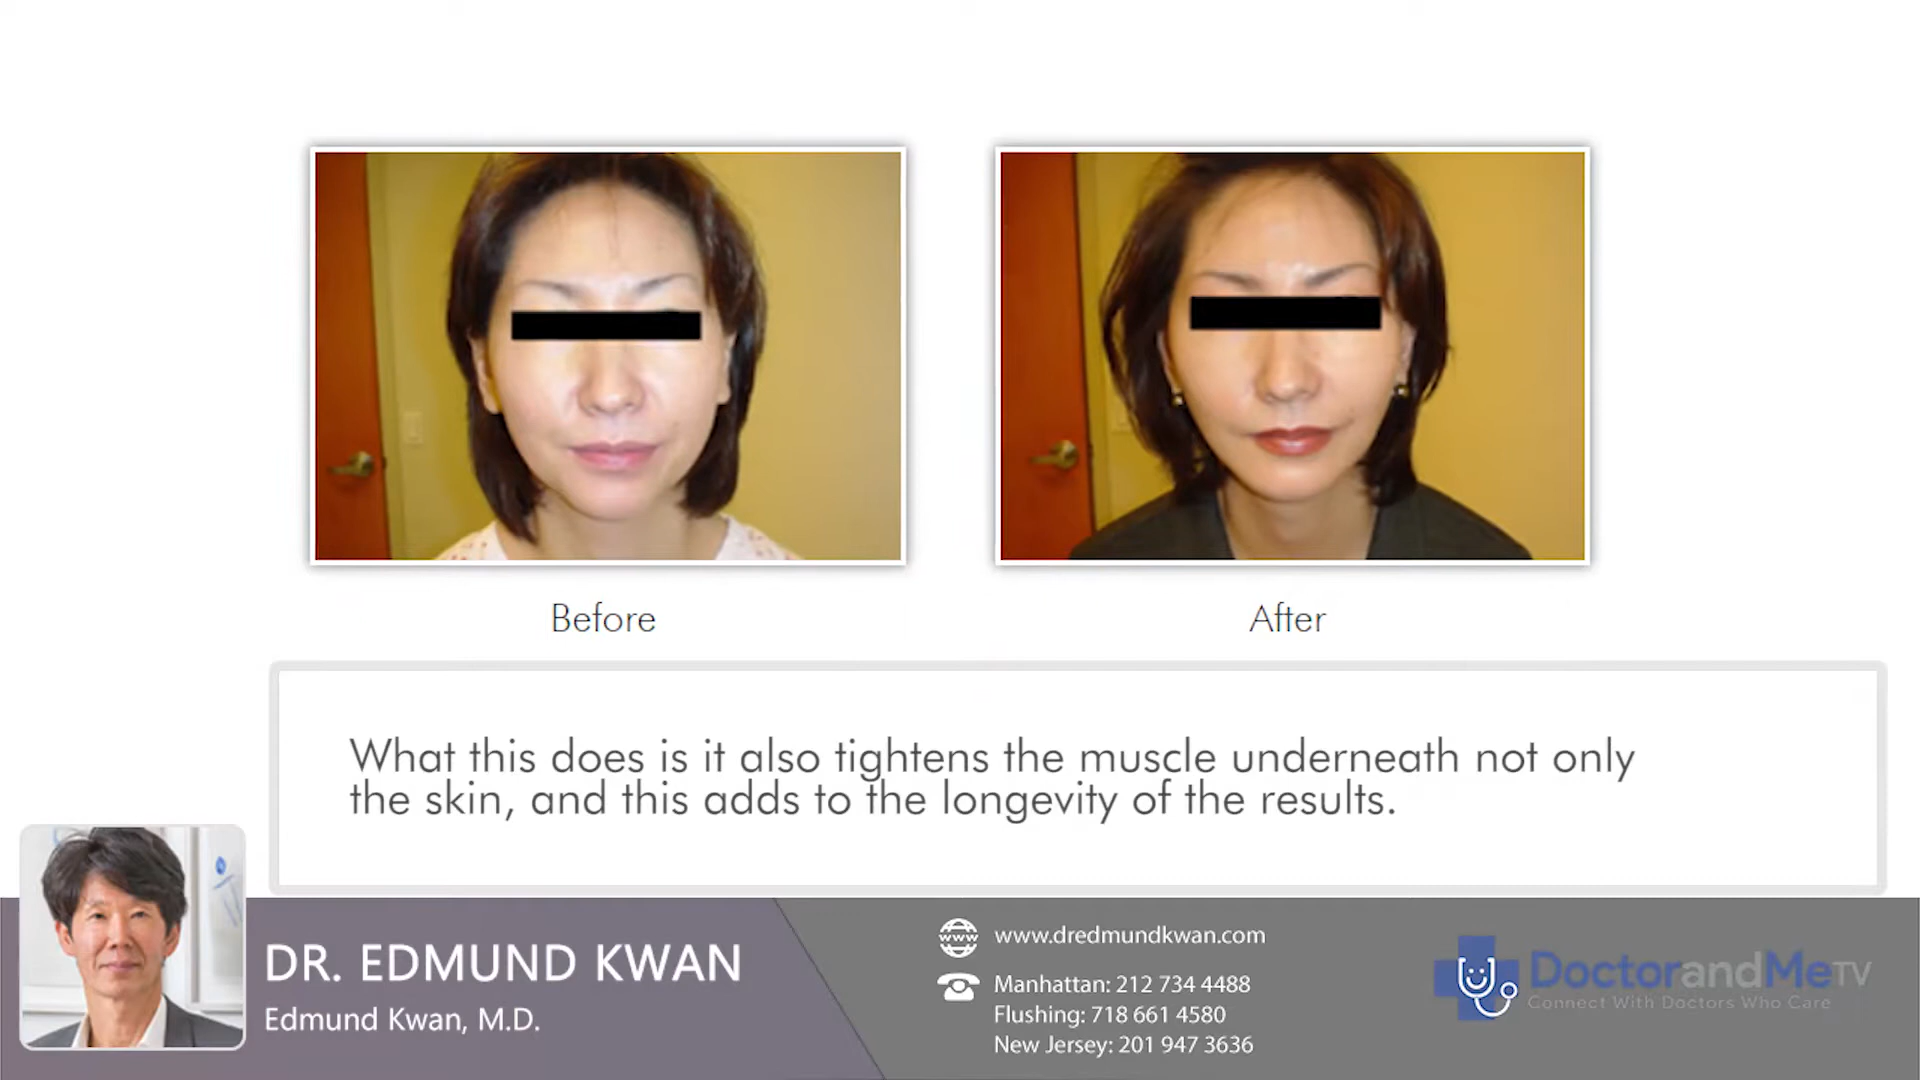 Before
After
What this does is it also tightens the muscle underneath not only
the skin, and this adds to the longevity of the results.
DR. EDMUND KWAN
Edmund Kwan, M.D.
www
www.dredmundkwan.com
Manhattan: 212 734 4488
Flushing: 718 661 4580
New Jersey: 201 947 3636
DoctorandMeTV
Connect With Doctors Who Care